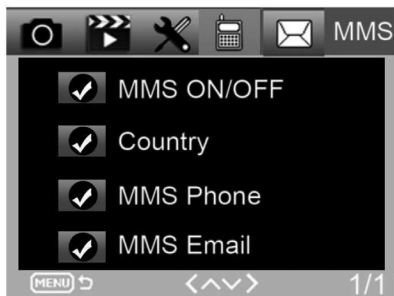 MMS
MMS ON/OFF
Country
MMS Phone
MMS Email
MENU 1/1